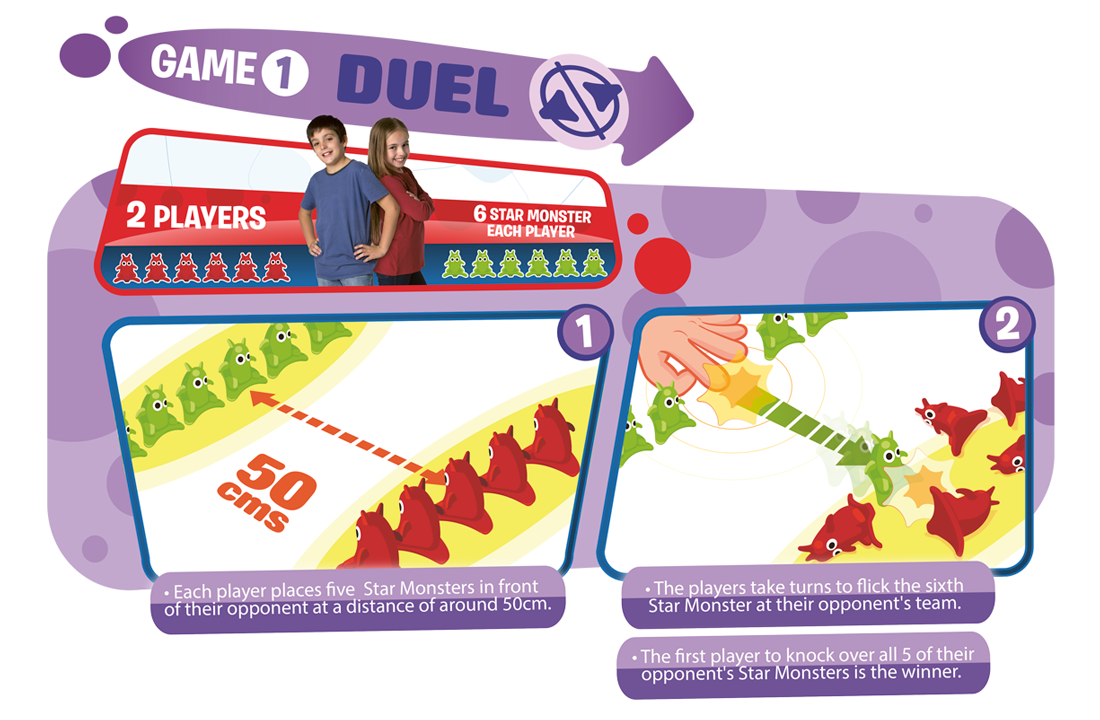 GAME 1 DUEL
2 PLAYERS
6 STAR MONSTER
EACH PLAYER
1
50
cms
• Each player places five Star Monsters in front
of their opponent at a distance of around 50cm.
2
• The players take turns to flick the sixth
Star Monster at their opponent's team.
• The first player to knock over all 5 of their
opponent's Star Monsters is the winner.